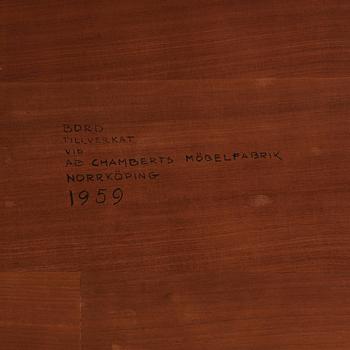 BORD
TILLVERKAT
VID
AB CHAMBERTS MÖBELFABRIK
NORRKÖPING
1959